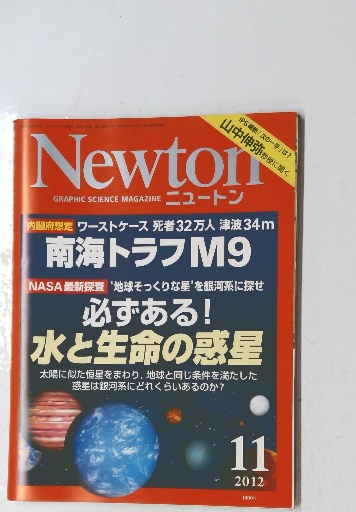 iPS細胞「次の一手」は?
山中伸弥教授に聞く
Newton
GRAPHIC SCIENCE MAGAZINE ニュートン
内閣府想定 ワーストケース 死者32万人 津波34m
南海トラフM9
NASA最新探査 “地球そっくりな星”を銀河系に探せ
必ずある!
水と生命の惑星
太陽に似た恒星をまわり,地球と同じ条件を満たした
惑星は銀河系にどれくらいあるのか?
11
2012